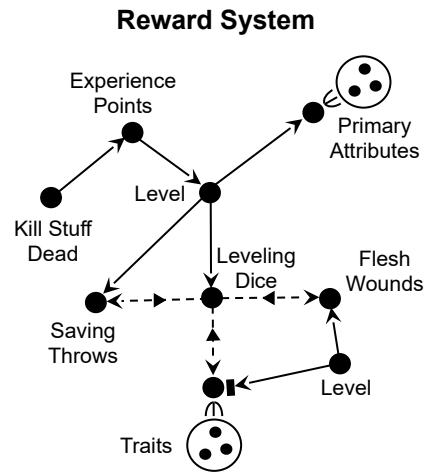 Reward System
Experience
Points
Primary
Attributes
Level
Kill Stuff
Dead
Leveling
Dice
Flesh
Wounds
Saving
Throws
Level
Traits